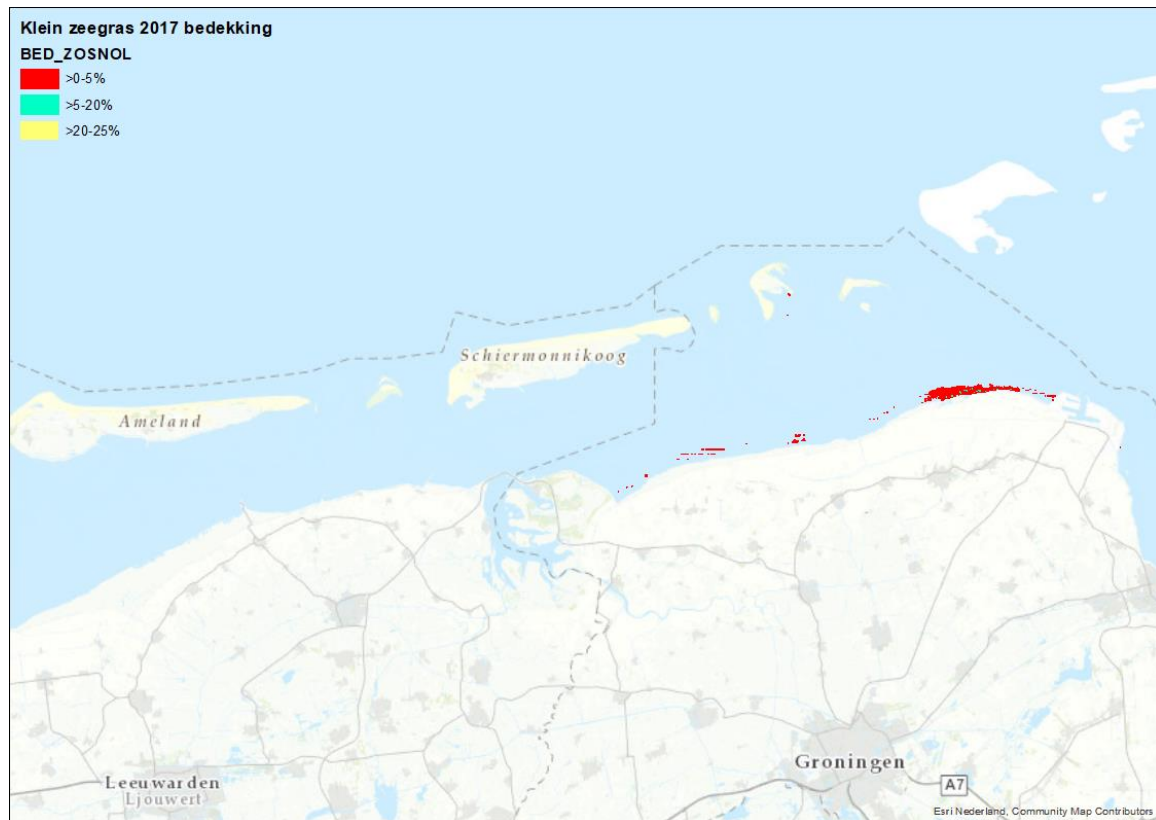 Klein zeegras 2017 bedekking
BED_ZOSNOL
>0-5%
>5-20%
>20-25%
Schiermonnikoog
Ameland
Groningen
Leeuwarden
Ljouwert
A7
Esri Nederland, Community Map Contributors